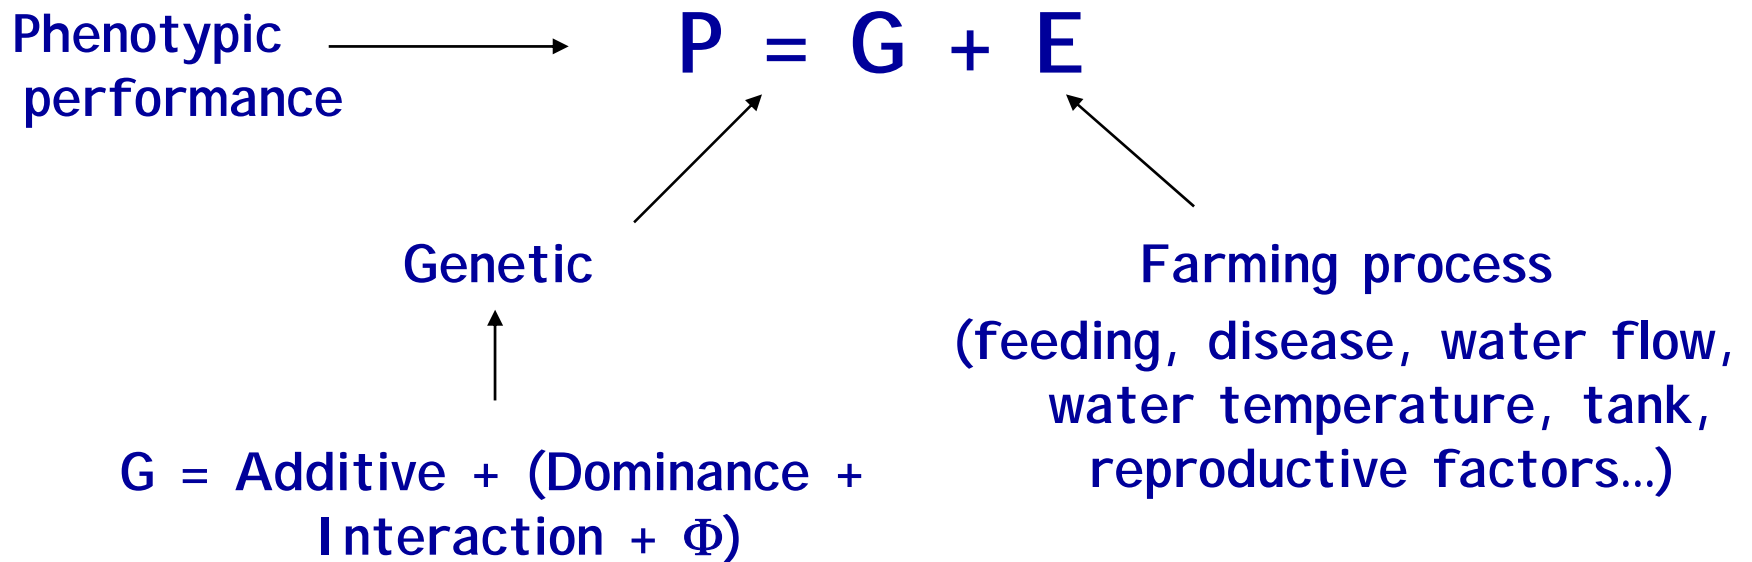 Phenotypic
performance
P = G + E
Genetic
G = Additive + (Dominance +
Interaction + Φ)
Farming process
(feeding, disease, water flow,
water temperature, tank,
reproductive factors…)